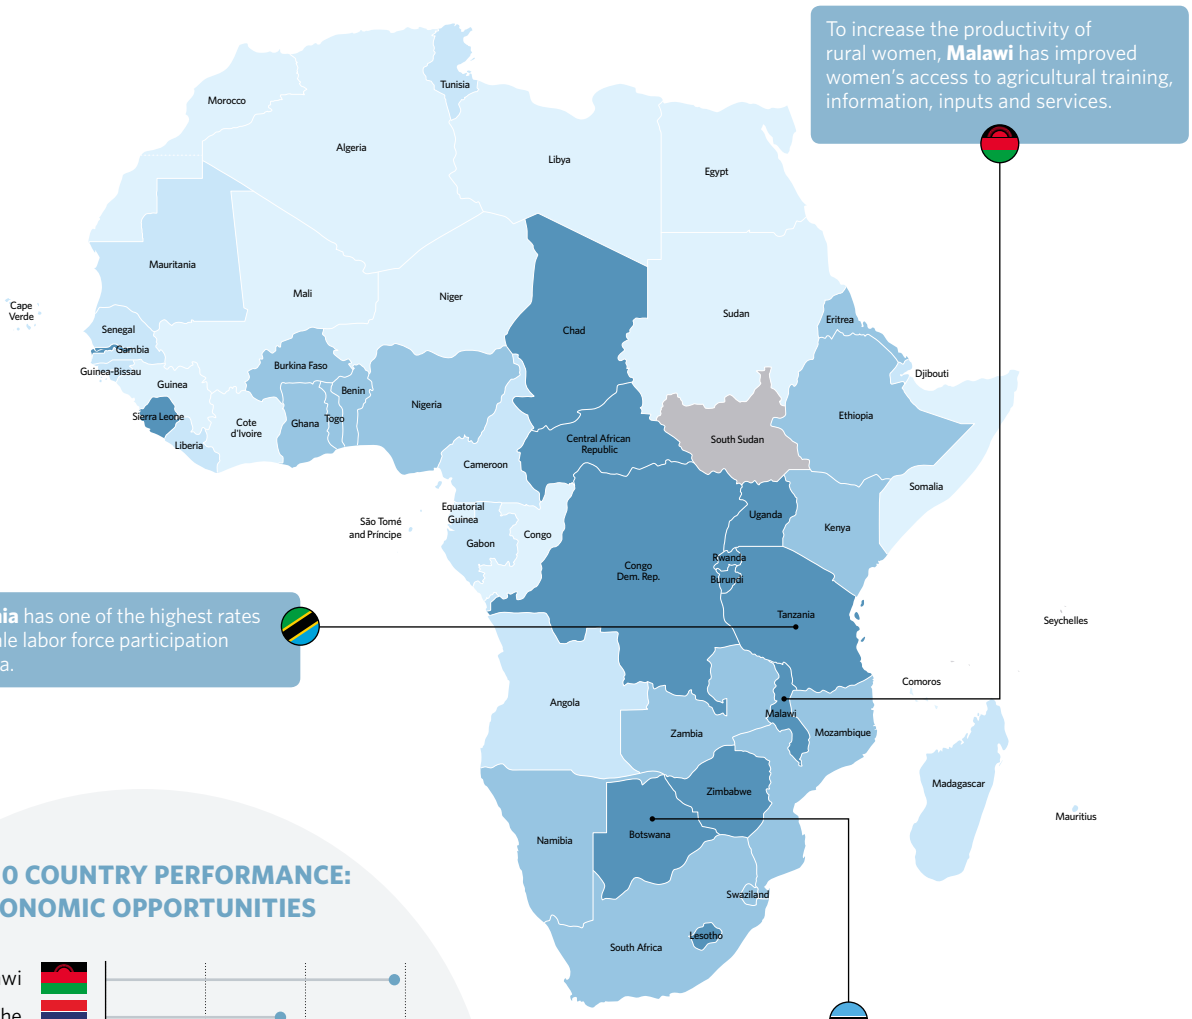 To increase the productivity of
rural women, Malawi has improved
women's access to agricultural training,
information, inputs and services.
Tunisia
Morocco
Algeria
Libya
Egypt
Mauritania
Mali
Niger
Chad
Sudan
Eritrea
Cape
Verde
Senegal
Gambia
Guinea-Bissau
Guinea
Sierra Leone
Liberia
Cote
d'Ivoire
Burkina Faso
Ghana
Togo
Benin
Nigeria
Djibouti
Ethiopia
Central African
Republic
South Sudan
Cameroon
Somalia
Equatorial
Guinea
São Tomé
and Príncipe
Gabon
Congo
Uganda
Kenya
Rwanda
Burundi
Congo
Dem. Rep.
Tanzania
Seychelles
nia has one of the highest rates
ale labor force participation
a.
Comoros
Angola
Malawi
Zambia
Mozambique
Madagascar
Zimbabwe
Mauritius
Botswana
Namibia
Swaziland
Lesotho
South Africa
0 COUNTRY PERFORMANCE:
ONOMIC OPPORTUNITIES
wi
he